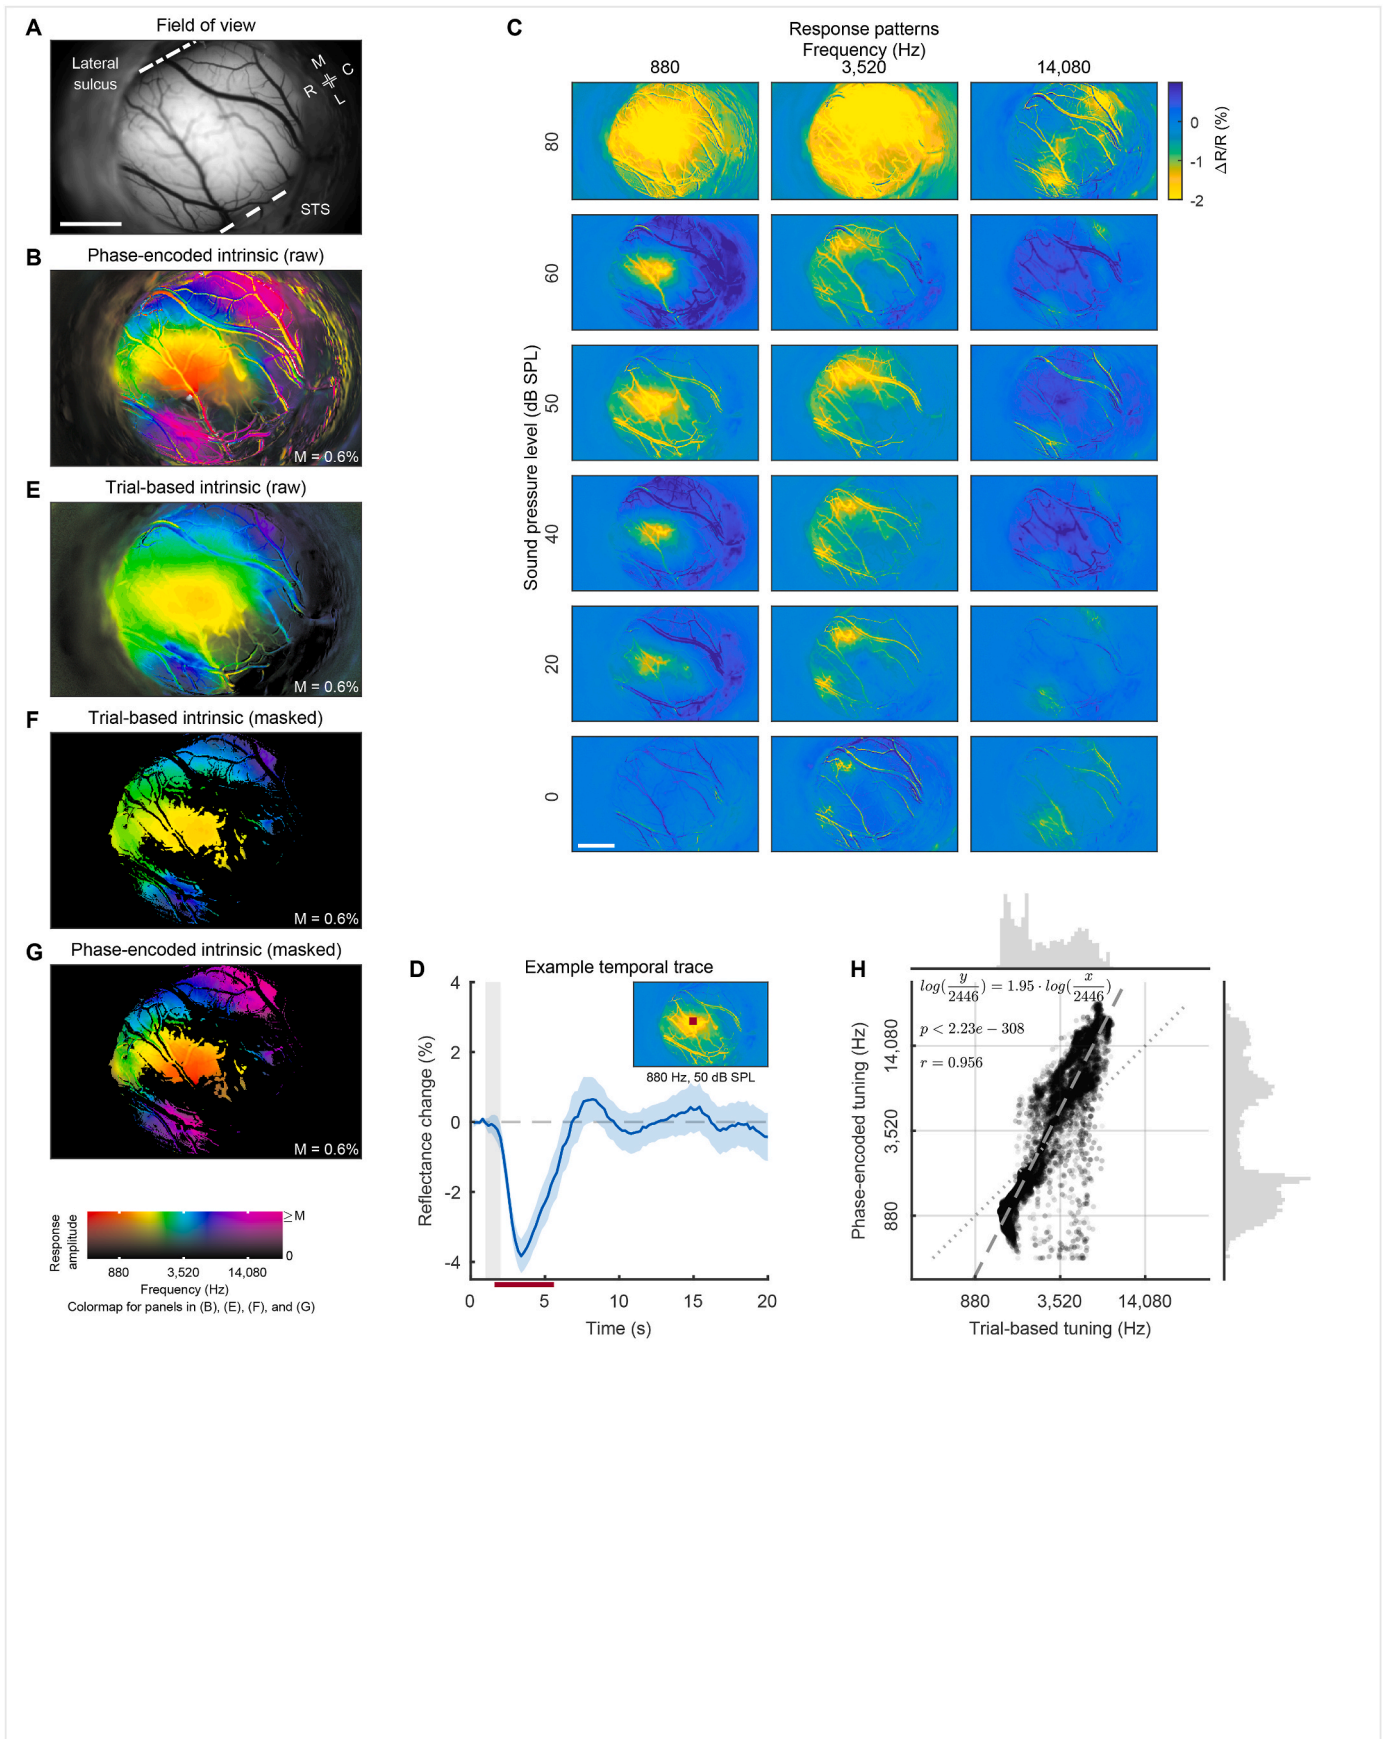 A
Field of view
Lateral
sulcus
M
C
R
L
STS
B
Phase-encoded intrinsic (raw)
M = 0.6%
E
Trial-based intrinsic (raw)
M = 0.6%
F
Trial-based intrinsic (masked)
M = 0.6%
G
Phase-encoded intrinsic (masked)
M = 0.6%
Response
amplitude
≥M
0
880
3,520
14,080
Frequency (Hz)
Colormap for panels in (B), (E), (F), and (G)
C
Response patterns
Frequency (Hz)
880
3,520
14,080
Sound pressure level (dB SPL)
80
60
50
40
20
0
0
-1
-2
ΔR/R (%)
D
Example temporal trace
Reflectance change (%)
4
2
0
-2
-4
880 Hz, 50 dB SPL
0
5
10
15
20
Time (s)
H
log(y/2446) = 1.95 · log(x/2446)
p < 2.23e − 308
r = 0.956
Phase-encoded tuning (Hz)
14,080
3,520
880
880
3,520
14,080
Trial-based tuning (Hz)